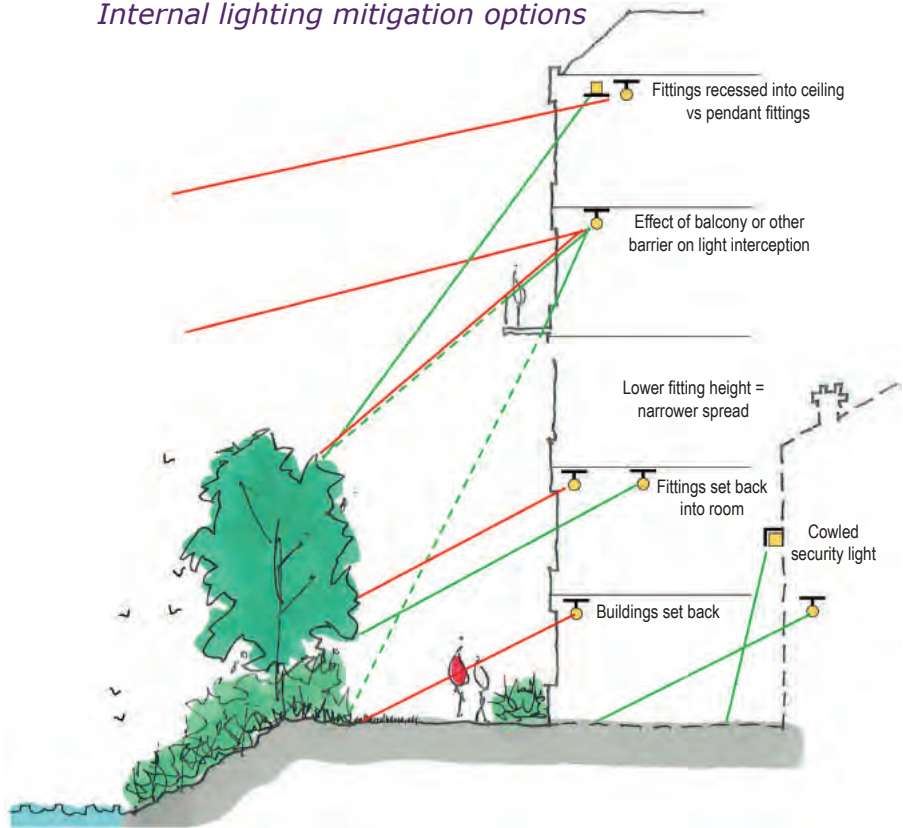 Internal lighting mitigation options
Fittings recessed into ceiling
vs pendant fittings
Effect of balcony or other
barrier on light interception
Lower fitting height =
narrower spread
Fittings set back
into room
Cowled
security light
Buildings set back